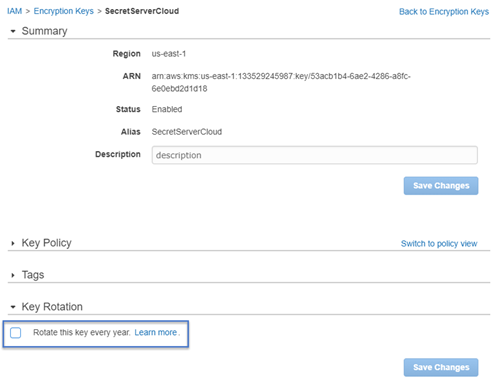 IAM > Encryption Keys > SecretServerCloud Back to Encryption Keys
Summary
Region us-east-1
ARN arn:aws:kms:us-east-1:133529245987:key/53acb1b4-6ae2-4286-a8fc-
6e0ebd2d1d18
Status Enabled
Alias SecretServerCloud
Description description
Save Changes
Key Policy Switch to policy view
Tags
Key Rotation
Rotate this key every year. Learn more.
Save Changes